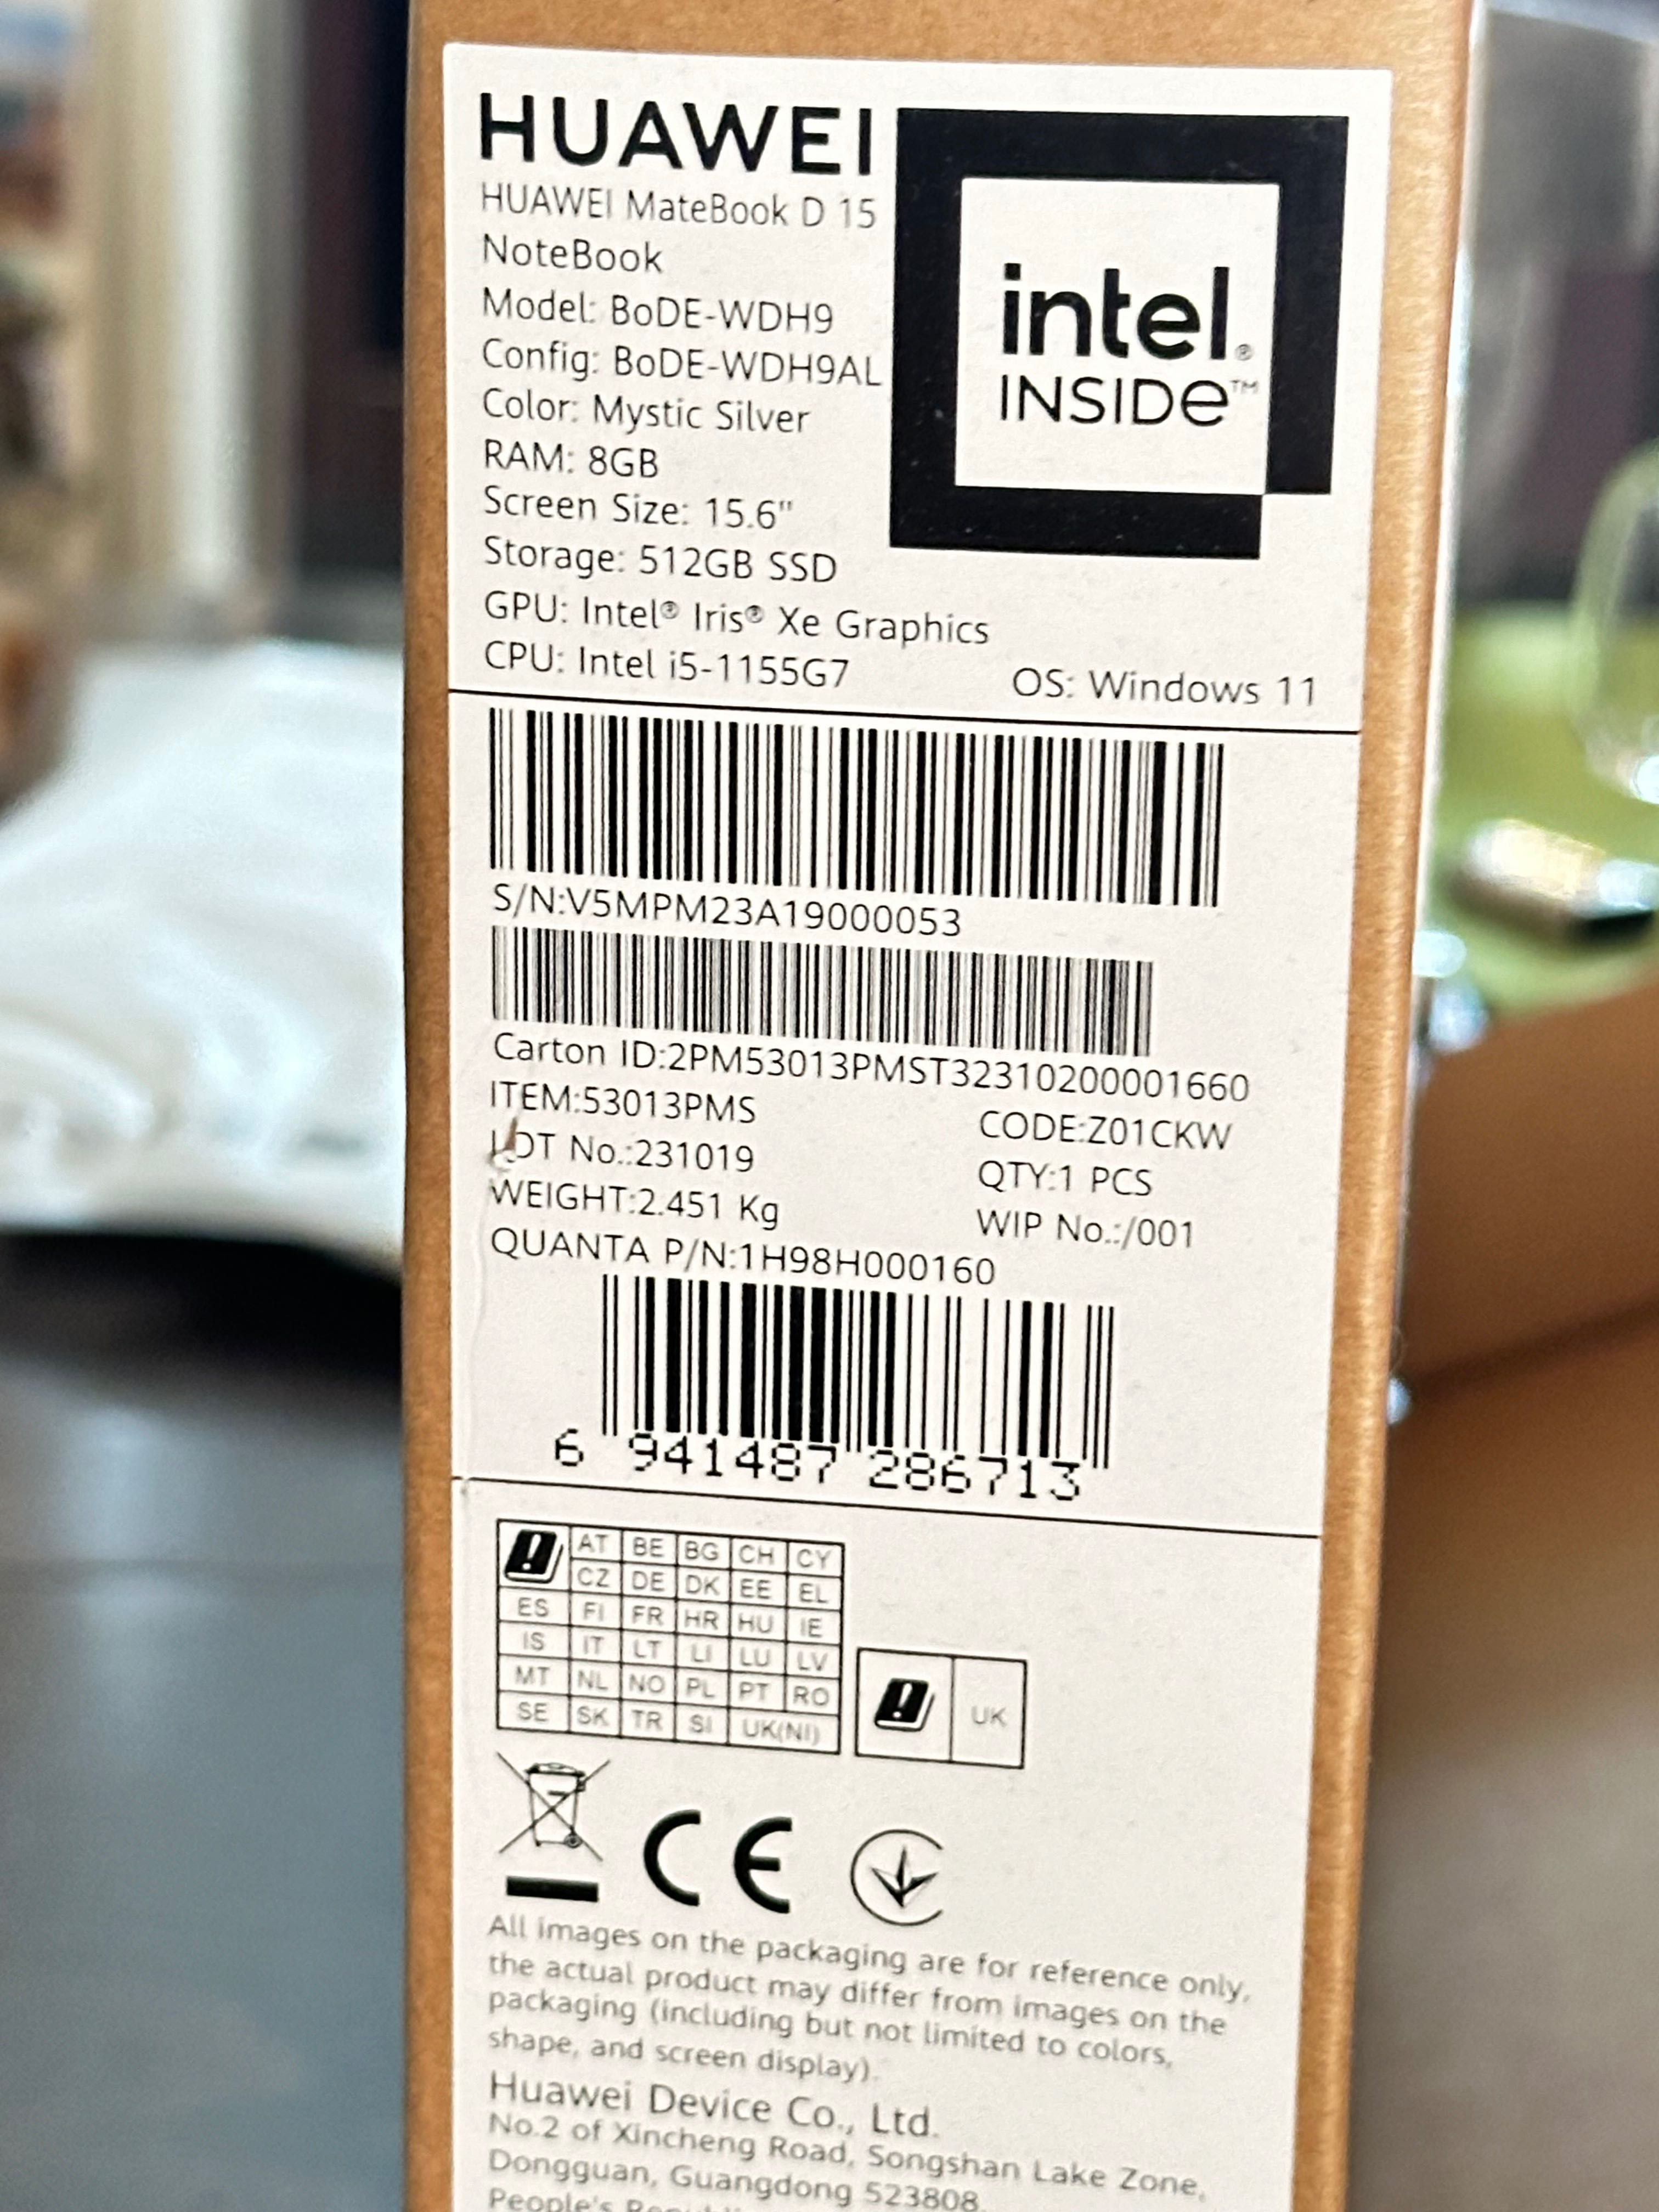 HUAWEI
HUAWEI MateBook D 15
NoteBook
Model: BoDE-WDH9
Config: BoDE-WDH9AL
Color: Mystic Silver
RAM: 8GB
Screen Size: 15.6"
Storage: 512GB SSD
GPU: Intel® Iris® Xe Graphics
CPU: Intel i5-1155G7
OS: Windows 11
intel®
INSIDe™
S/N:V5MPM23A19000053
Carton ID:2PM53013PMST32310200001660
ITEM:53013PMS
CODE:Z01CKW
LOT No.:231019
QTY:1 PCS
WEIGHT:2.451 Kg
WIP No.:/001
QUANTA P/N:1H98H000160
6 941487 286713
AT BE BG CH CY
CZ DE DK EE EL
ES FI FR HR HU IE
IS IT LT LI LU LV
MT NL NO PL PT RO
SE SK TR SI UK(NI)
UK
CE
All images on the packaging are for reference only,
the actual product may differ from images on the
packaging (including but not limited to colors,
shape, and screen display).
Huawei Device Co., Ltd.
No.2 of Xincheng Road, Songshan Lake Zone,
Dongguan, Guangdong 523808,
People's